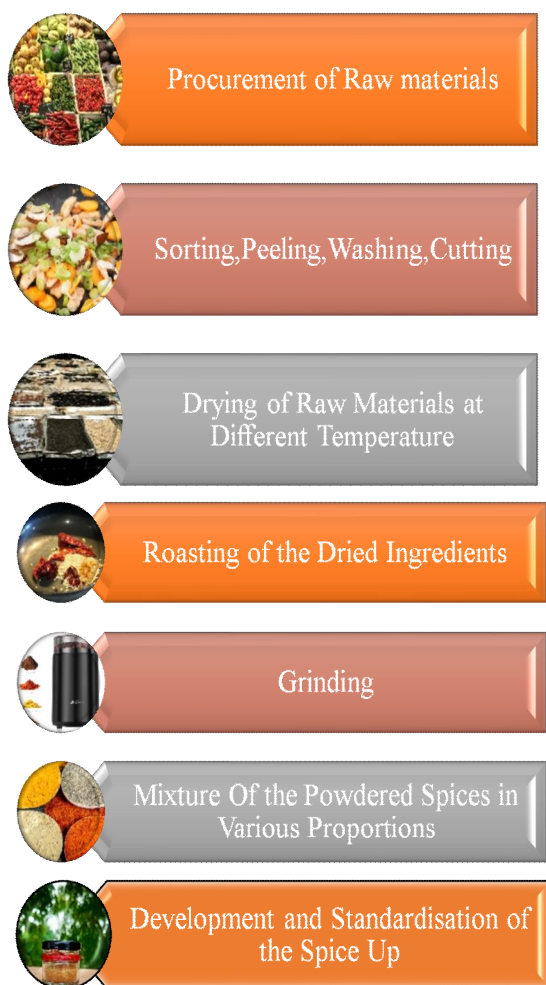 Procurement of Raw materials
Sorting,Peeling,Washing,Cutting
Drying of Raw Materials at
Different Temperature
Roasting of the Dried Ingredients
Grinding
Mixture Of the Powdered Spices in
Various Proportions
Development and Standardisation of
the Spice Up